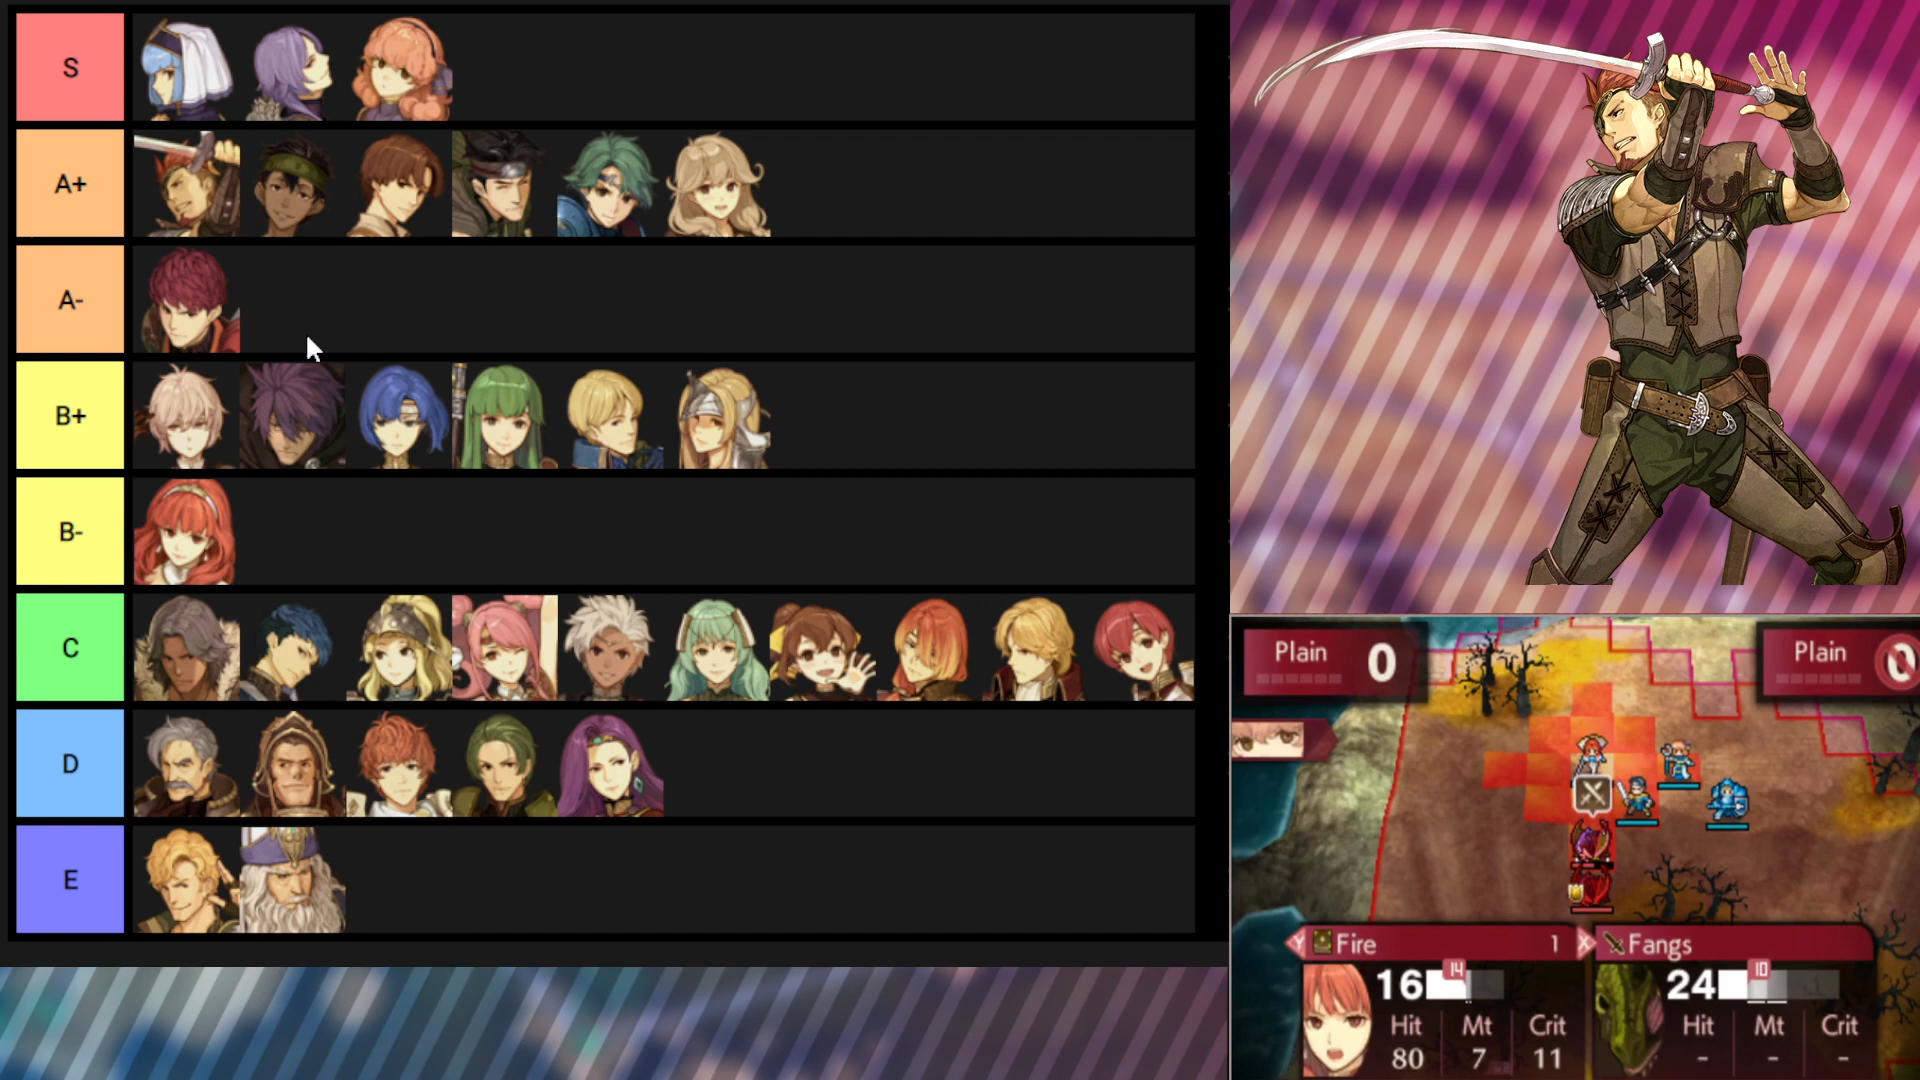 S
A+
A-
B+
B-
C
D
E
Plain 0
Plain 0
Y Fire 1 X Fangs
16 14 24 10
Hit Mt Crit Hit Mt Crit
80 7 11 - - -